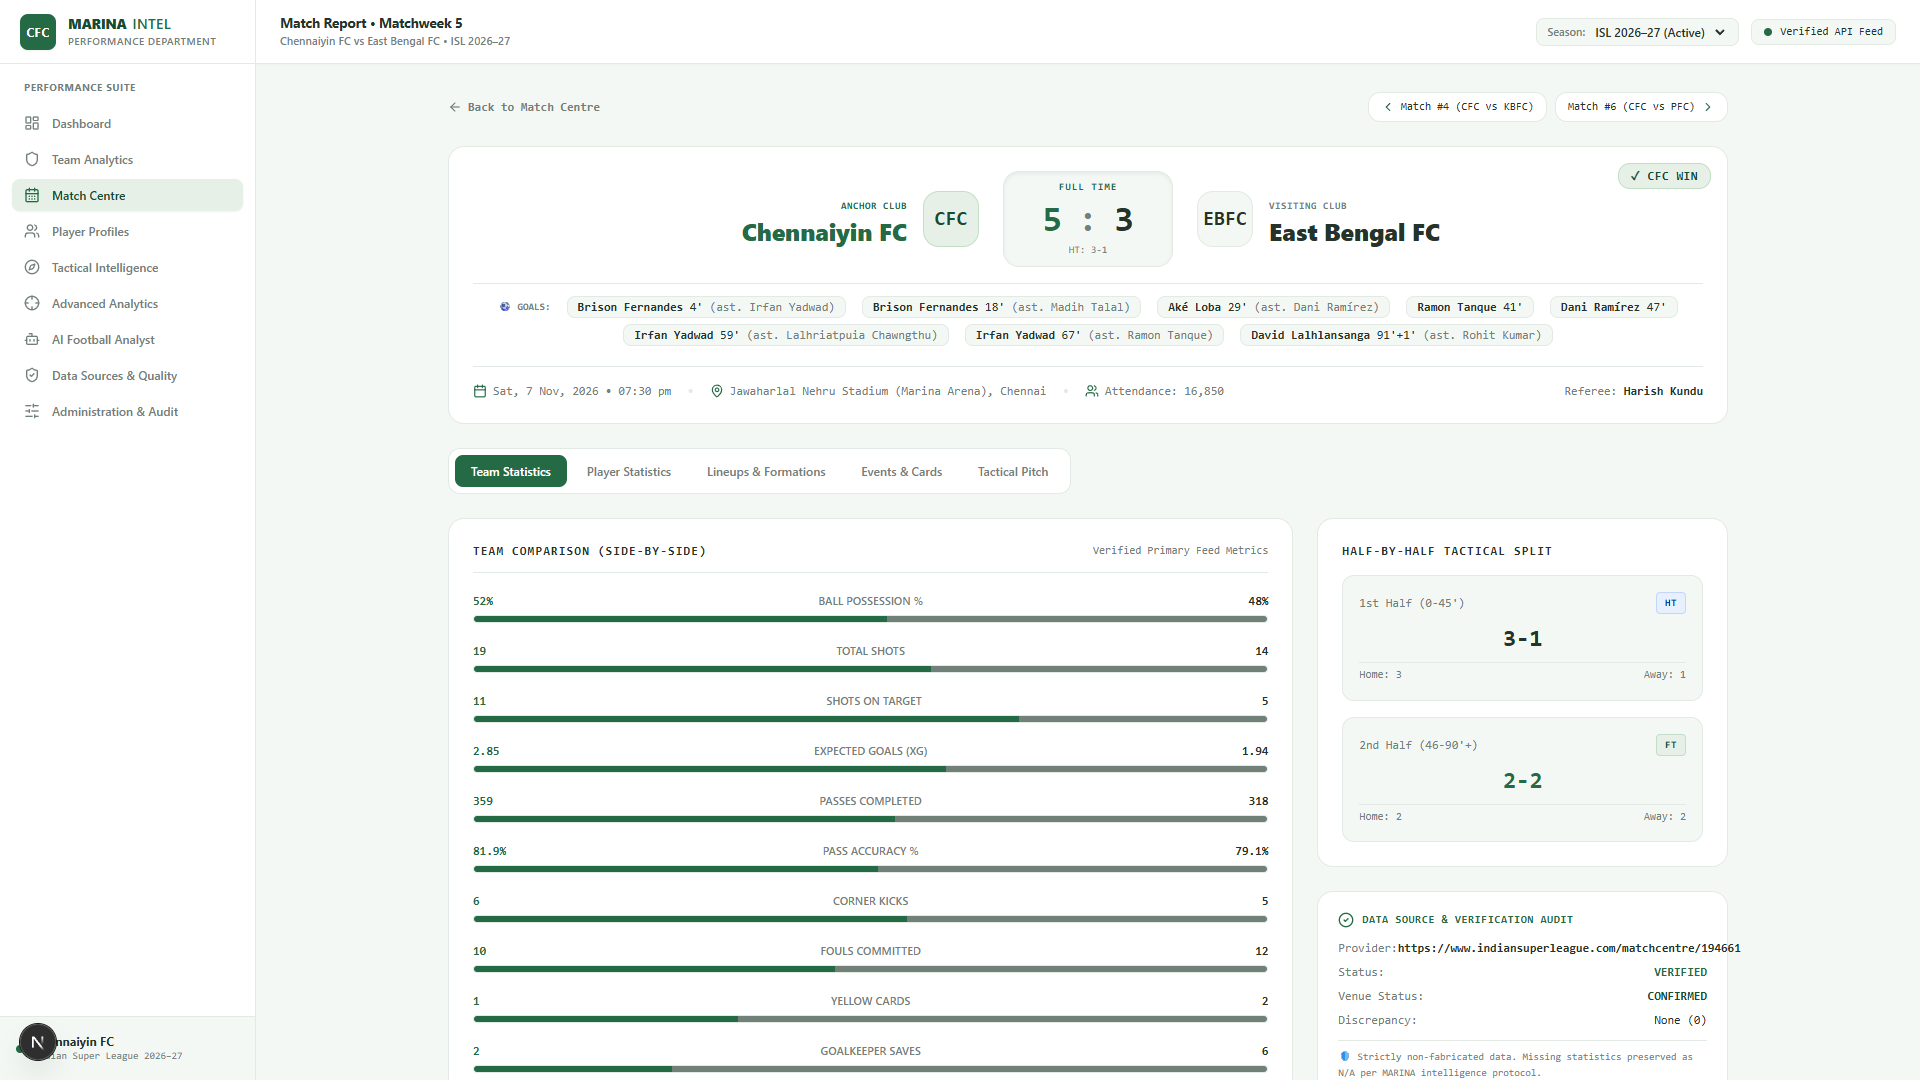 CFC
MARINA INTEL
PERFORMANCE DEPARTMENT
Match Report • Matchweek 5
Chennaiyin FC vs East Bengal FC • ISL 2026–27
Season: ISL 2026–27 (Active)
Verified API Feed
PERFORMANCE SUITE
Dashboard
Team Analytics
Match Centre
Player Profiles
Tactical Intelligence
Advanced Analytics
AI Football Analyst
Data Sources & Quality
Administration & Audit
Back to Match Centre
Match #4 (CFC vs KBFC)
Match #6 (CFC vs PFC)
✓ CFC WIN
ANCHOR CLUB
Chennaiyin FC
CFC
FULL TIME
5 : 3
HT: 3-1
EBFC
VISITING CLUB
East Bengal FC
GOALS: Brison Fernandes 4' (ast. Irfan Yadwad) Brison Fernandes 18' (ast. Madih Talal) Aké Loba 29' (ast. Dani Ramírez) Ramon Tanque 41' Dani Ramírez 47'
Irfan Yadwad 59' (ast. Lalhriatpuia Chawngthu) Irfan Yadwad 67' (ast. Ramon Tanque) David Lalhlansanga 91'+1' (ast. Rohit Kumar)
Sat, 7 Nov, 2026 • 07:30 pm • Jawaharlal Nehru Stadium (Marina Arena), Chennai • Attendance: 16,850
Referee: Harish Kundu
Team Statistics
Player Statistics
Lineups & Formations
Events & Cards
Tactical Pitch
TEAM COMPARISON (SIDE-BY-SIDE)
Verified Primary Feed Metrics
52% BALL POSSESSION % 48%
19 TOTAL SHOTS 14
11 SHOTS ON TARGET 5
2.85 EXPECTED GOALS (XG) 1.94
359 PASSES COMPLETED 318
81.9% PASS ACCURACY % 79.1%
6 CORNER KICKS 5
10 FOULS COMMITTED 12
1 YELLOW CARDS 2
2 GOALKEEPER SAVES 6
HALF-BY-HALF TACTICAL SPLIT
1st Half (0-45') HT
3-1
Home: 3 Away: 1
2nd Half (46-90'+) FT
2-2
Home: 2 Away: 2
DATA SOURCE & VERIFICATION AUDIT
Provider:https://www.indiansuperleague.com/matchcentre/194661
Status: VERIFIED
Venue Status: CONFIRMED
Discrepancy: None (0)
Strictly non-fabricated data. Missing statistics preserved as
N/A per MARINA intelligence protocol.
N
nnaiyin FC
ian Super League 2026–27